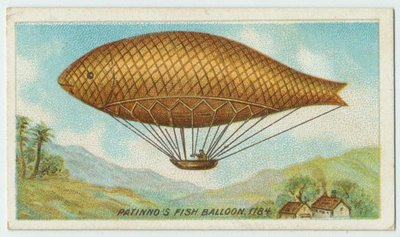 PATINNO'S FISH BALLOON, 1784